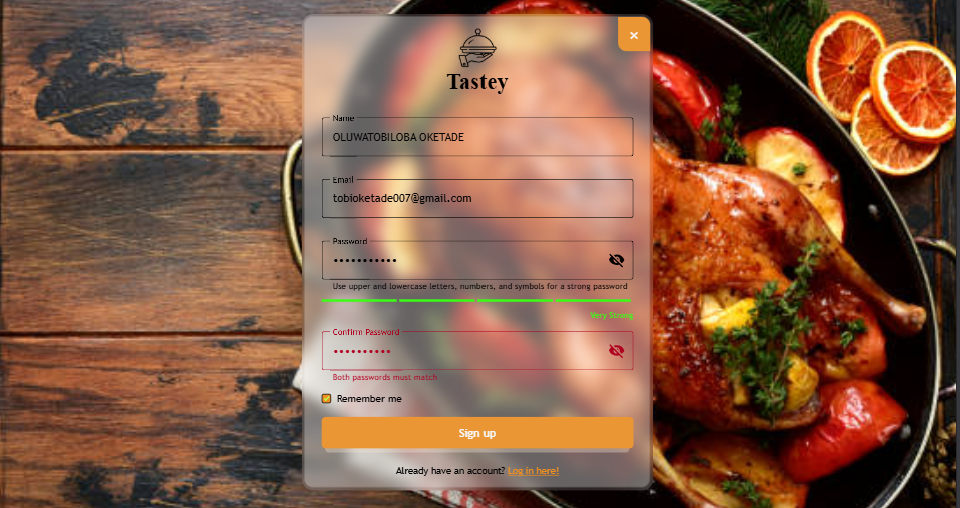 Tastey
Name
OLUWATOBILOBA OKETADE
Email
tobioketade007@gmail.com
Password
•••••••••••
Use upper and lowercase letters, numbers, and symbols for a strong password
Very Strong
Confirm Password
••••••••••
Both passwords must match
Remember me
Sign up
Already have an account? Log in here!